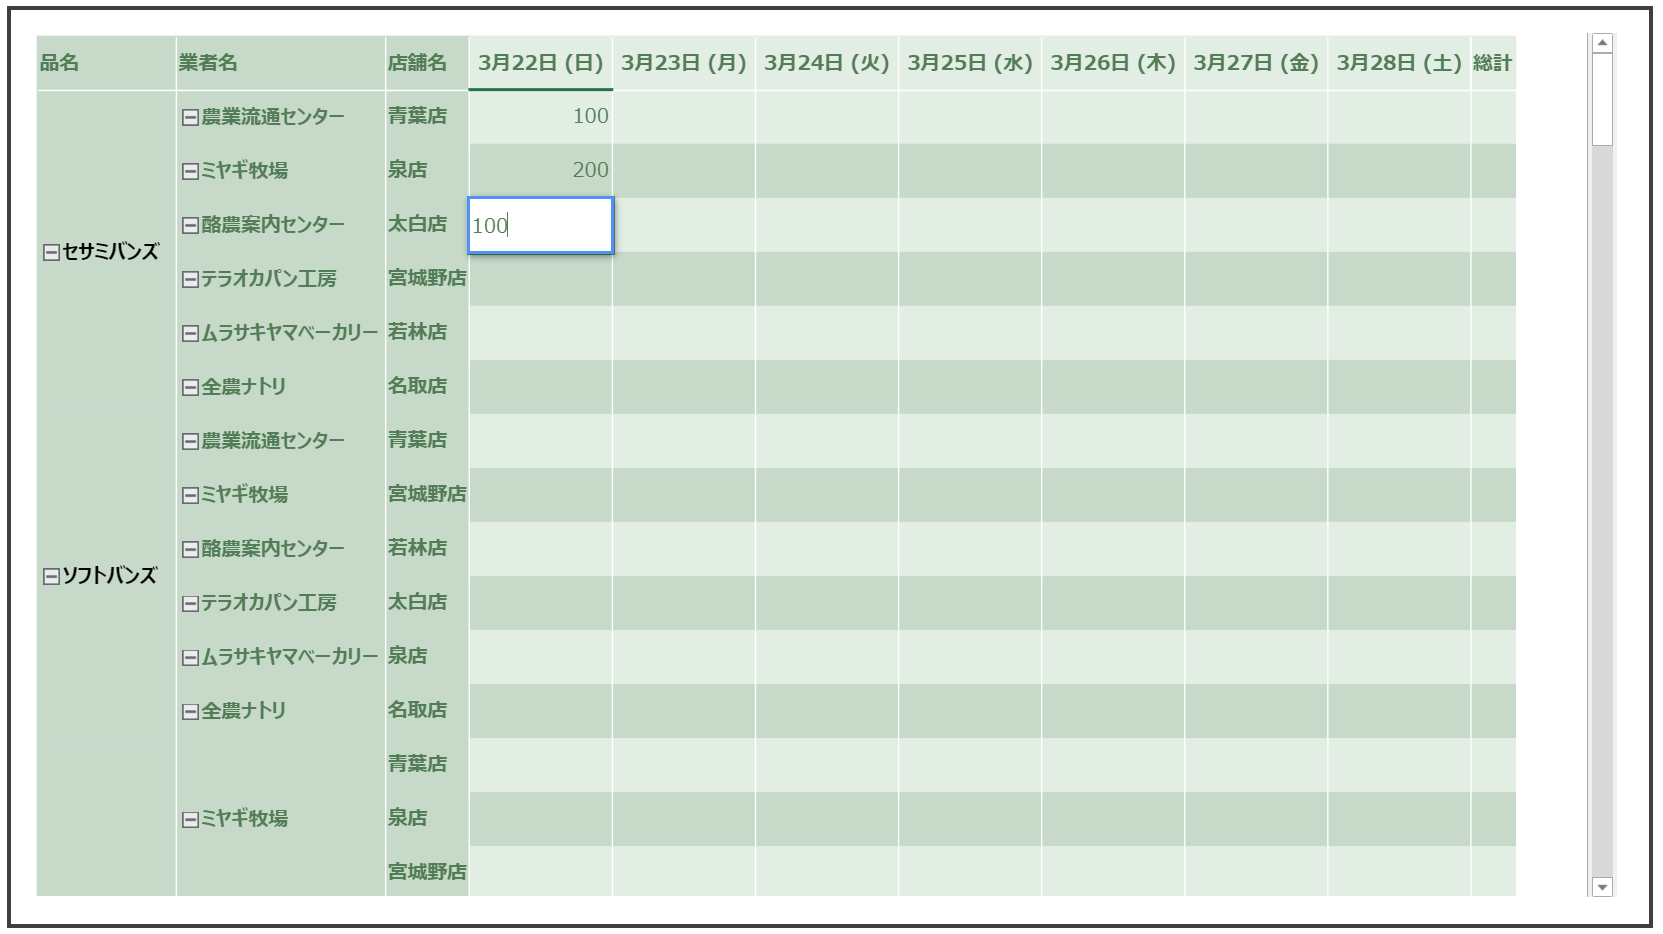 品名 業者名 店舗名 3月22日 (日) 3月23日 (月) 3月24日 (火) 3月25日 (水) 3月26日 (木) 3月27日 (金) 3月28日 (土) 総計
セサミバンズ
農業流通センター 青葉店 100
ミヤギ牧場 泉店 200
酪農案内センター 太白店 100
テラオカパン工房 宮城野店
ムラサキヤマベーカリー 若林店
全農ナトリ 名取店
ソフトバンズ
農業流通センター 青葉店
ミヤギ牧場 宮城野店
酪農案内センター 若林店
テラオカパン工房 太白店
ムラサキヤマベーカリー 泉店
全農ナトリ 名取店
青葉店
ミヤギ牧場 泉店
宮城野店